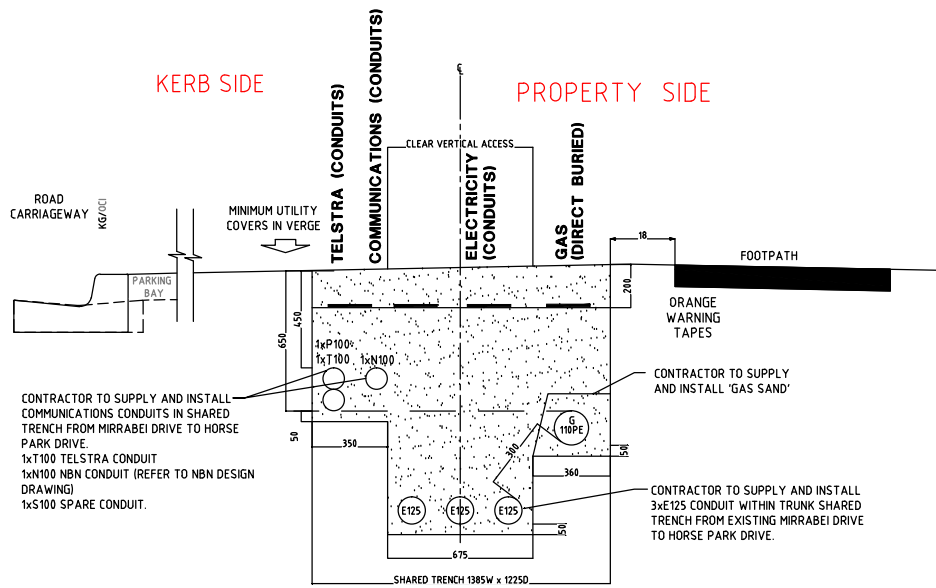 KERB SIDE
PROPERTY SIDE
TELSTRA (CONDUITS)
COMMUNICATIONS (CONDUITS)
ELECTRICITY
(CONDUITS)
GAS
(DIRECT BURIED)
CLEAR VERTICAL ACCESS
ROAD
CARRIAGEWAY
KG/
MINIMUM UTILITY
COVERS IN VERGE
PARKING
BAY
18
FOOTPATH
200
ORANGE
WARNING
TAPES
450
650
1xP100
1xT100
1xN100
50
350
CONTRACTOR TO SUPPLY AND INSTALL
COMMUNICATIONS CONDUITS IN SHARED
TRENCH FROM MIRRABEI DRIVE TO HORSE
PARK DRIVE.
1xT100 TELSTRA CONDUIT
1xN100 NBN CONDUIT (REFER TO NBN DESIGN
DRAWING)
1xS100 SPARE CONDUIT.
CONTRACTOR TO SUPPLY
AND INSTALL 'GAS SAND'
G
110PE
300
50
360
E125
E125
E125
50
CONTRACTOR TO SUPPLY AND INSTALL
3xE125 CONDUIT WITHIN TRUNK SHARED
TRENCH FROM EXISTING MIRRABEI DRIVE
TO HORSE PARK DRIVE.
675
SHARED TRENCH 1385W x 1225D